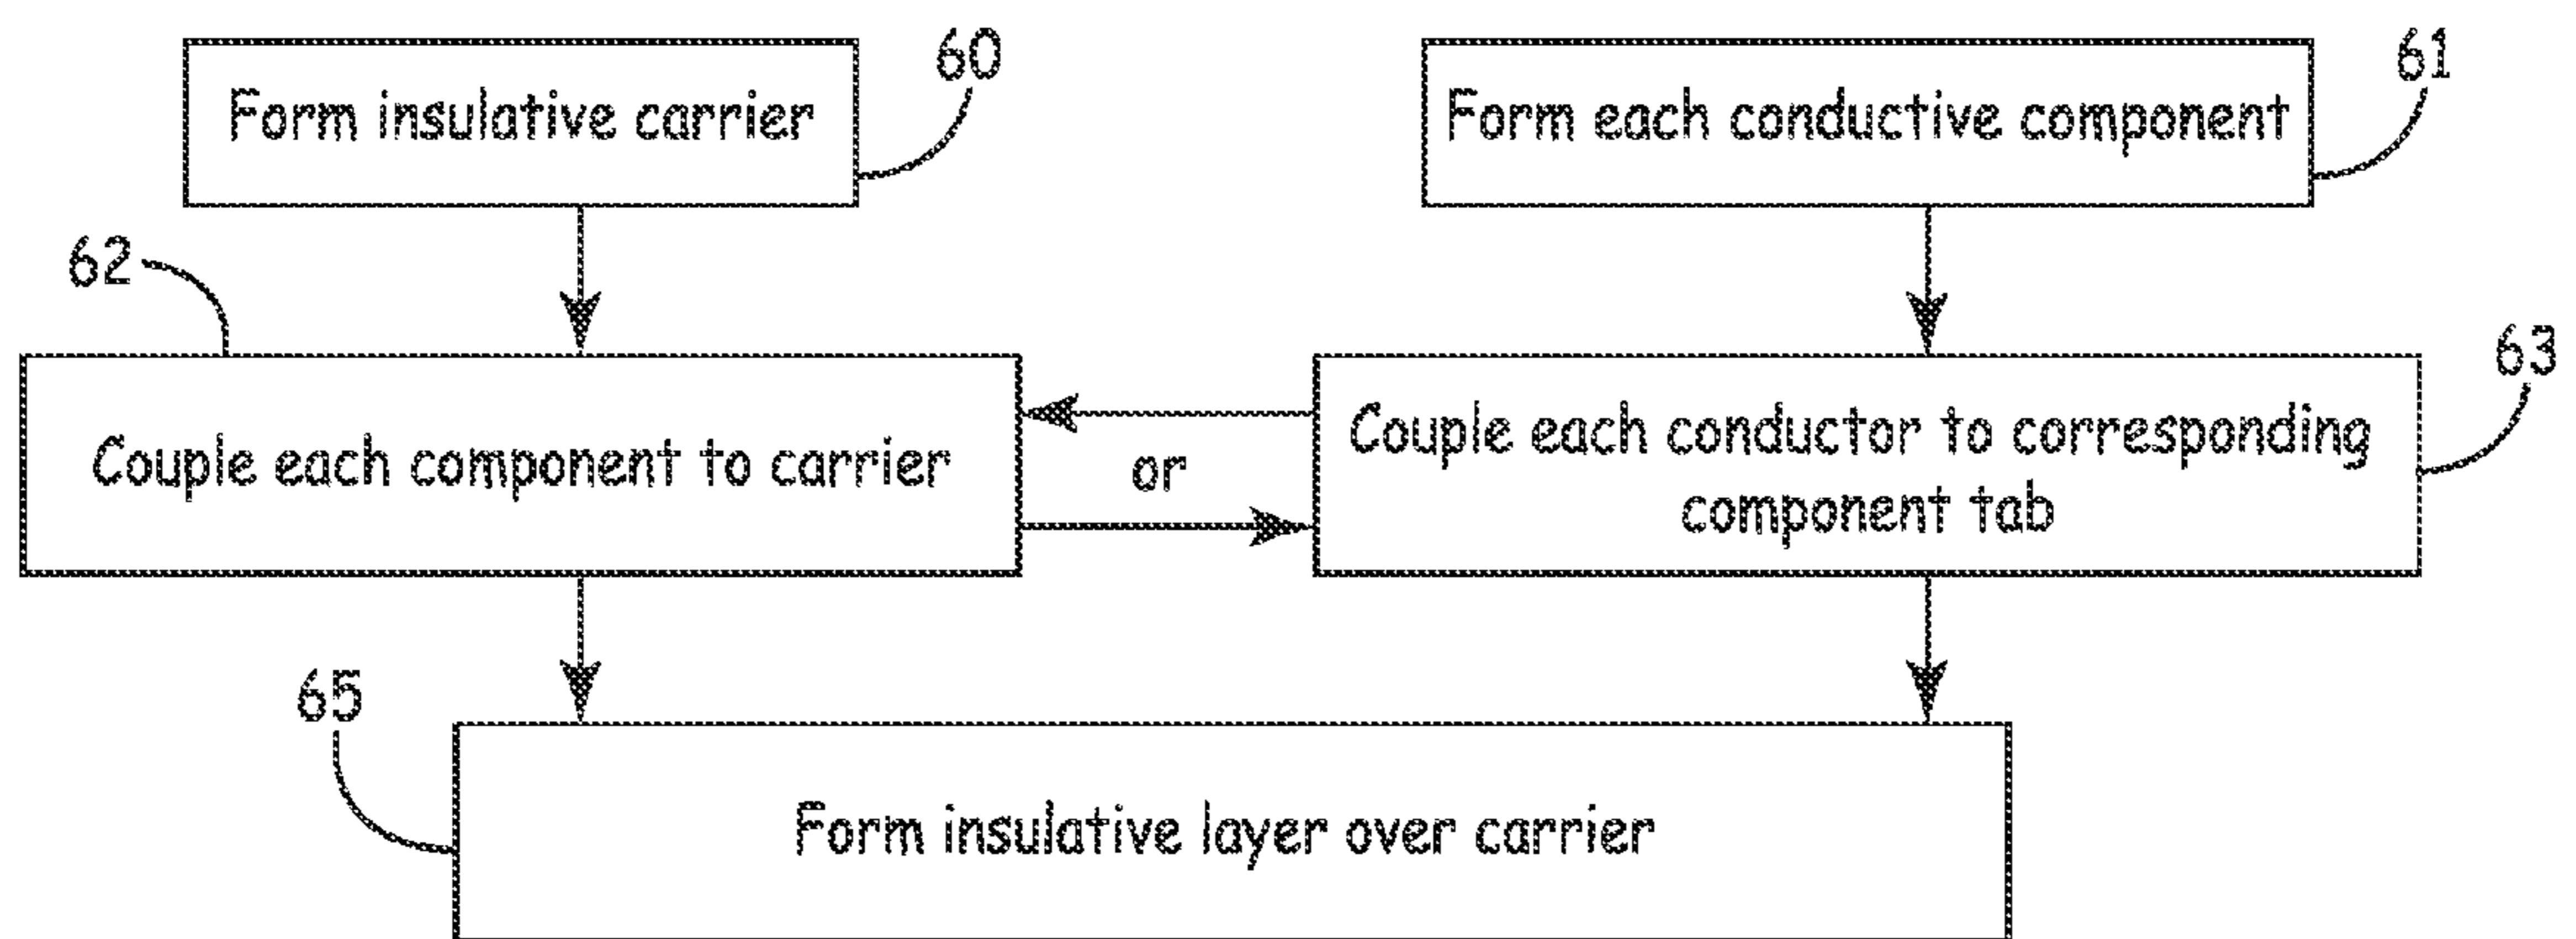 60
Form insulative carrier
61
Form each conductive component
62
Couple each component to carrier
or
63
Couple each conductor to corresponding
component tab
65
Form insulative layer over carrier